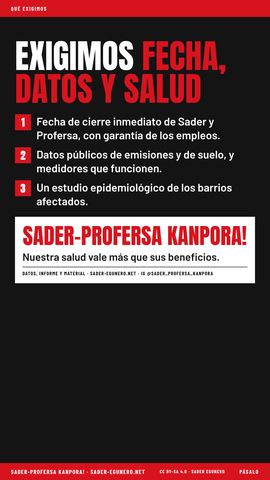 QUÉ EXIGIMOS
EXIGIMOS FECHA,
DATOS Y SALUD
1 Fecha de cierre inmediato de Sader y
Profersa, con garantía de los empleos.
2 Datos públicos de emisiones y de suelo, y
medidores que funcionen.
3 Un estudio epidemiológico de los barrios
afectados.
SADER-PROFERSA KANPORA!
Nuestra salud vale más que sus beneficios.
DATOS, INFORME Y MATERIAL · SADER-EGUNERO.NET · IG @SADER_PROFERSA_KANPORA
SADER-PROFERSA KANPORA! · SADER-EGUNERO.NET CC BY-SA 4.0 · SADER EGUNERO PÁSALO